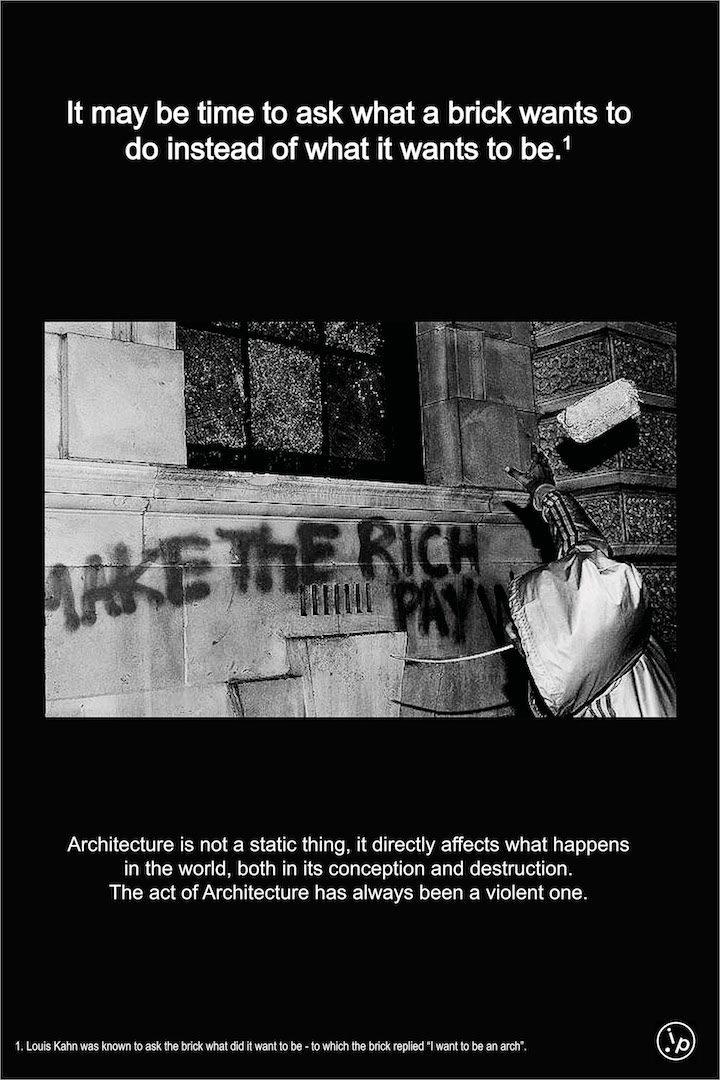 It may be time to ask what a brick wants to
do instead of what it wants to be.¹
MAKE THE RICH
PAY
Architecture is not a static thing, it directly affects what happens
in the world, both in its conception and destruction.
The act of Architecture has always been a violent one.
1. Louis Kahn was known to ask the brick what did it want to be - to which the brick replied “I want to be an arch”.